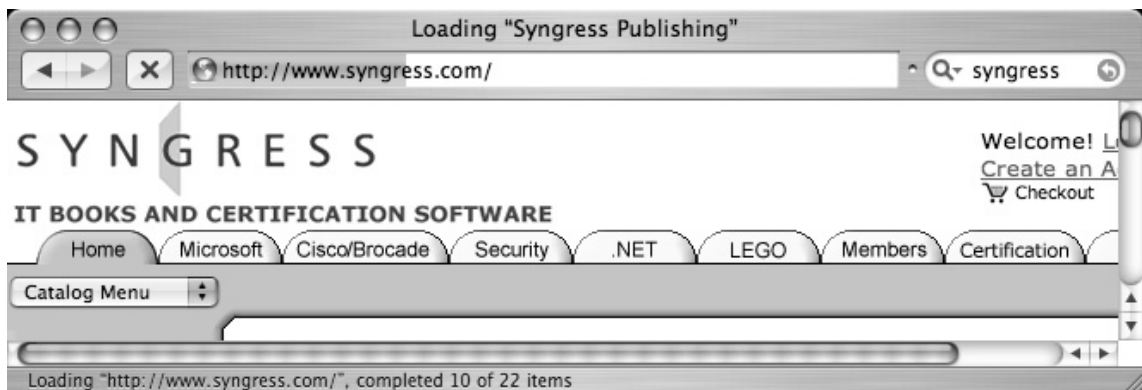 Loading “Syngress Publishing”
http://www.syngress.com/
syngress
SYNGRESS
Welcome!
Create an
Checkout
IT BOOKS AND CERTIFICATION SOFTWARE
Home Microsoft Cisco/Brocade Security .NET LEGO Members Certification
Catalog Menu
Loading “http://www.syngress.com/”, completed 10 of 22 items